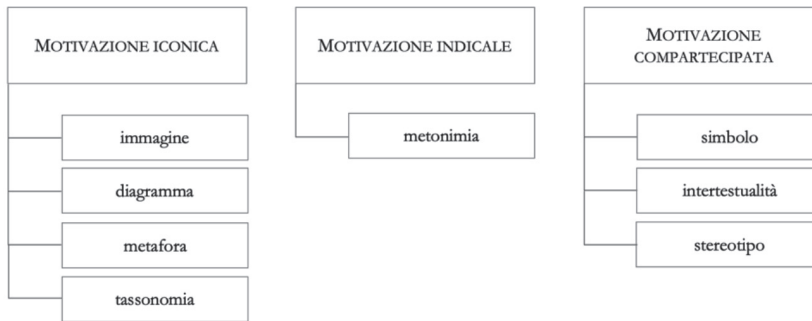 MOTIVAZIONE ICONICA
immagine
diagramma
metafora
tassonomia
MOTIVAZIONE INDICALE
metonimia
MOTIVAZIONE
COMPARTECIPATA
simbolo
intertestualità
stereotipo